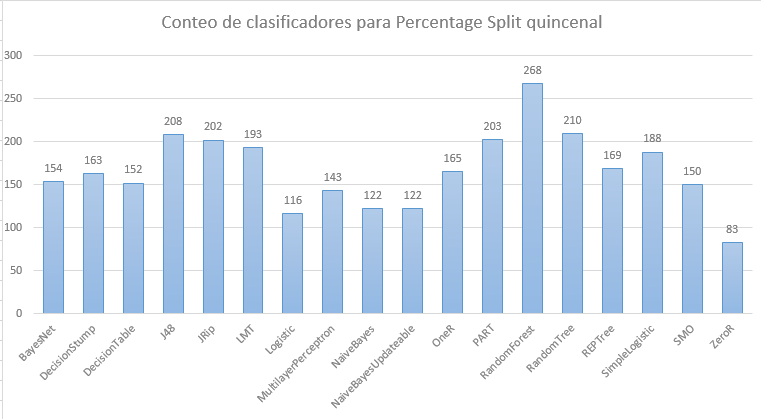 Conteo de clasificadores para Percentage Split quincenal
300
250
200
150
100
50
0
154
163
152
208
202
193
116
143
122
122
165
203
268
210
169
188
150
83
BayesNet
DecisionStump
DecisionTable
J48
JRip
LMT
Logistic
MultilayerPerceptron
NaiveBayes
NaiveBayesUpdateable
OneR
PART
RandomForest
RandomTree
REPTree
SimpleLogistic
SMO
ZeroR